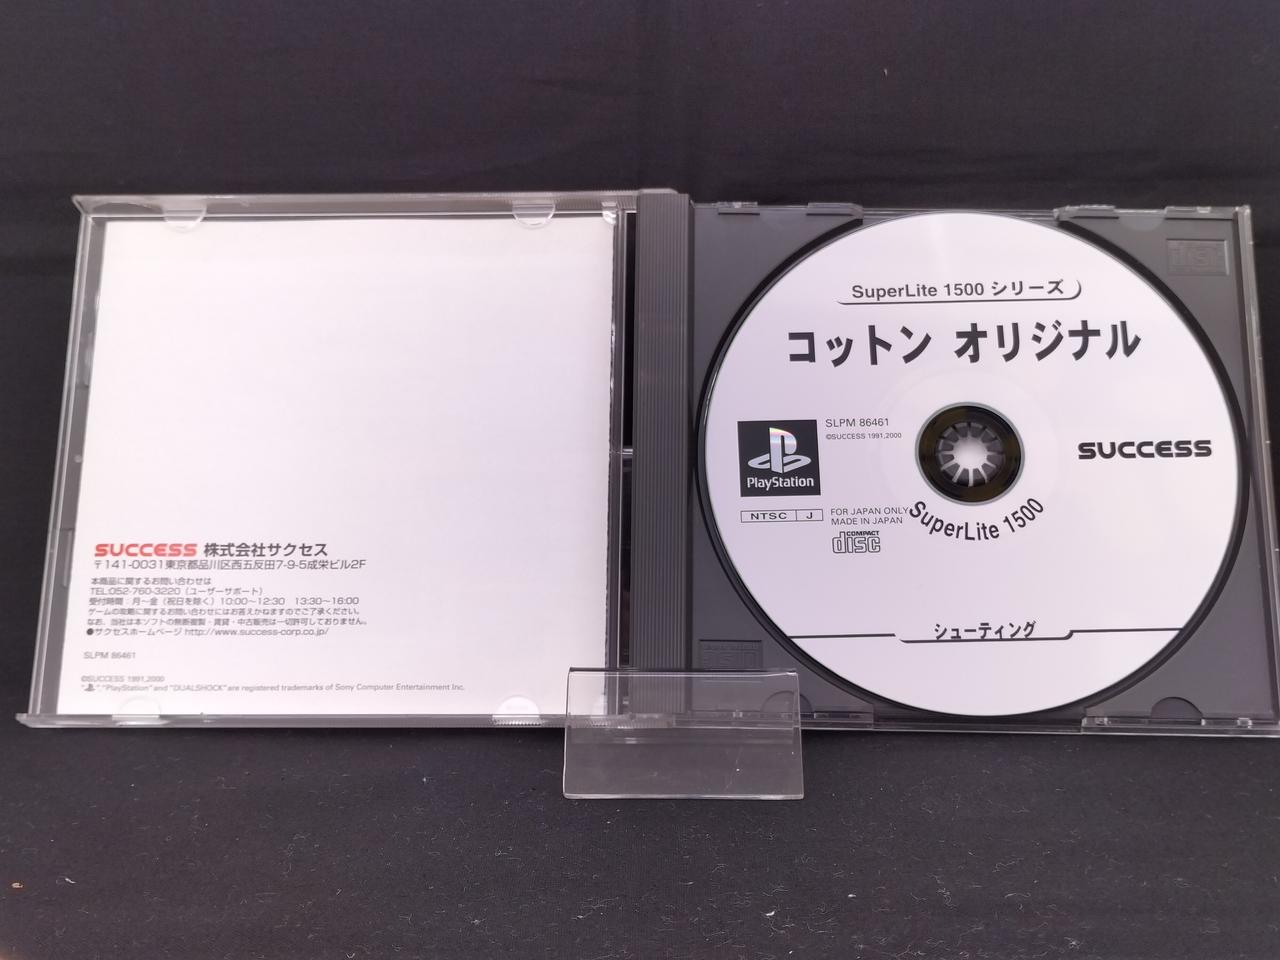 SUCCESS 株式会社サクセス
〒141-0031東京都品川区西五反田7-9-5成栄ビル2F
本商品に関するお問い合わせは
TEL:052-760-3220（ユーザーサポート）
受付時間：月〜金（祝日を除く）10:00〜12:30 13:30〜16:00
ゲームの攻略に関するお問い合わせにはお答えかねますのでご了承ください。
なお、当社は本ソフトの無断複製・賃貸・中古販売は一切許可しておりません。
●サクセスホームページ http://www.success-corp.co.jp/
SLPM 86461
©SUCCESS 1991,2000
"PlayStation" and "DUALSHOCK" are registered trademarks of Sony Computer Entertainment Inc.
SuperLite 1500 シリーズ
コットン オリジナル
PlayStation
SLPM 86461
©SUCCESS 1991,2000
SUCCESS
NTSC J
FOR JAPAN ONLY
MADE IN JAPAN
COMPACT
disc
SuperLite 1500
シューティング